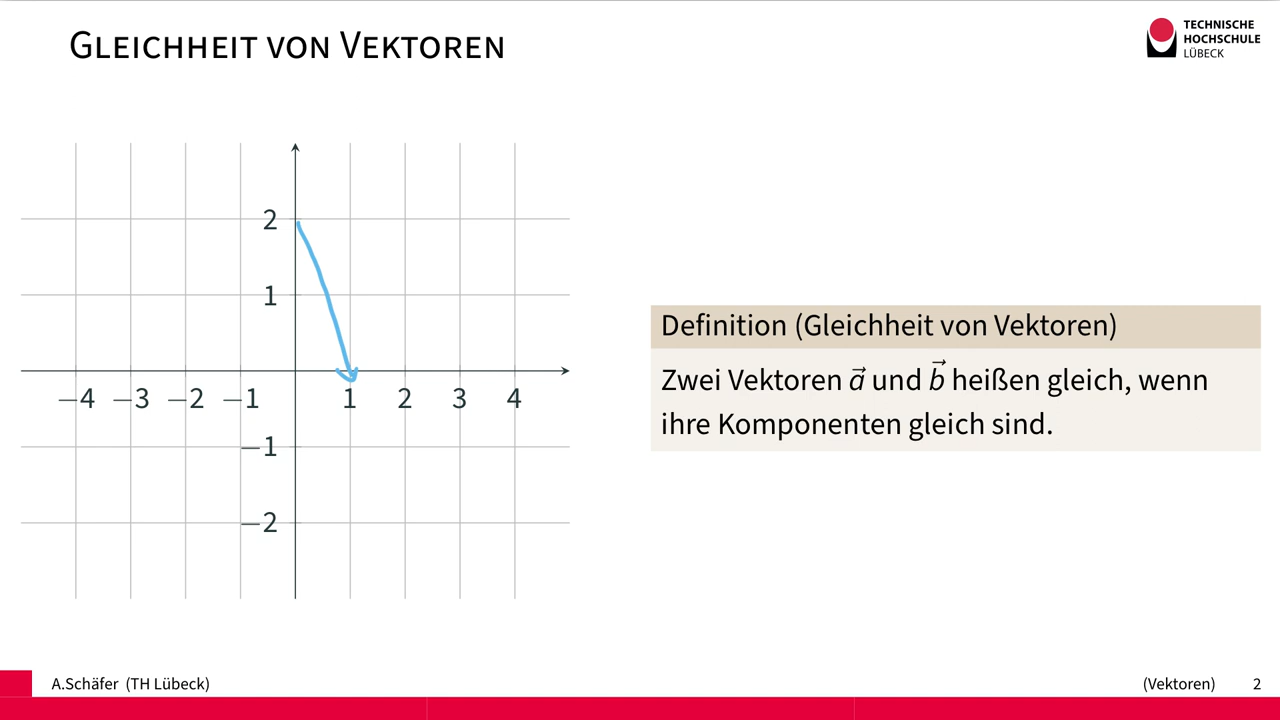 Gleichheit von Vektoren
TECHNISCHE
HOCHSCHULE
LÜBECK
2
1
−4 −3 −2 −1 1 2 3 4
−1
−2
Definition (Gleichheit von Vektoren)
Zwei Vektoren a⃗ und b⃗ heißen gleich, wenn
ihre Komponenten gleich sind.
A.Schäfer (TH Lübeck) (Vektoren) 2